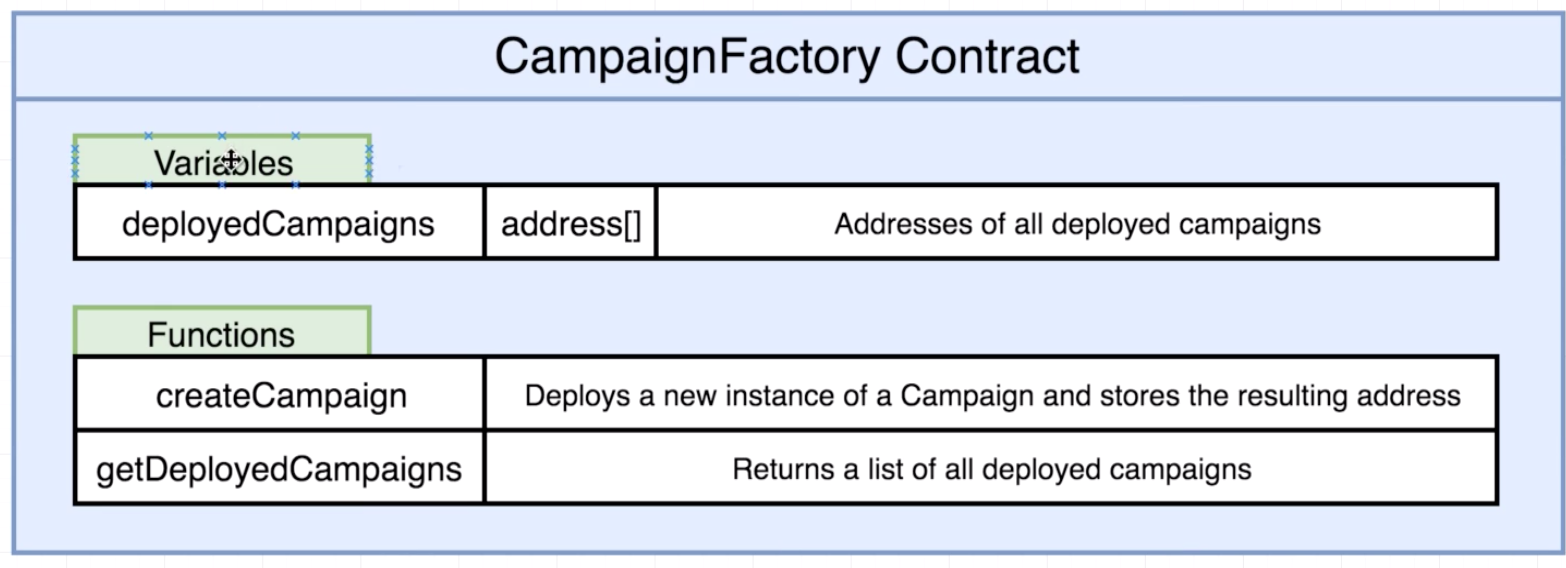 CampaignFactory Contract
Variables
deployedCampaigns address[] Addresses of all deployed campaigns
Functions
createCampaign Deploys a new instance of a Campaign and stores the resulting address
getDeployedCampaigns Returns a list of all deployed campaigns